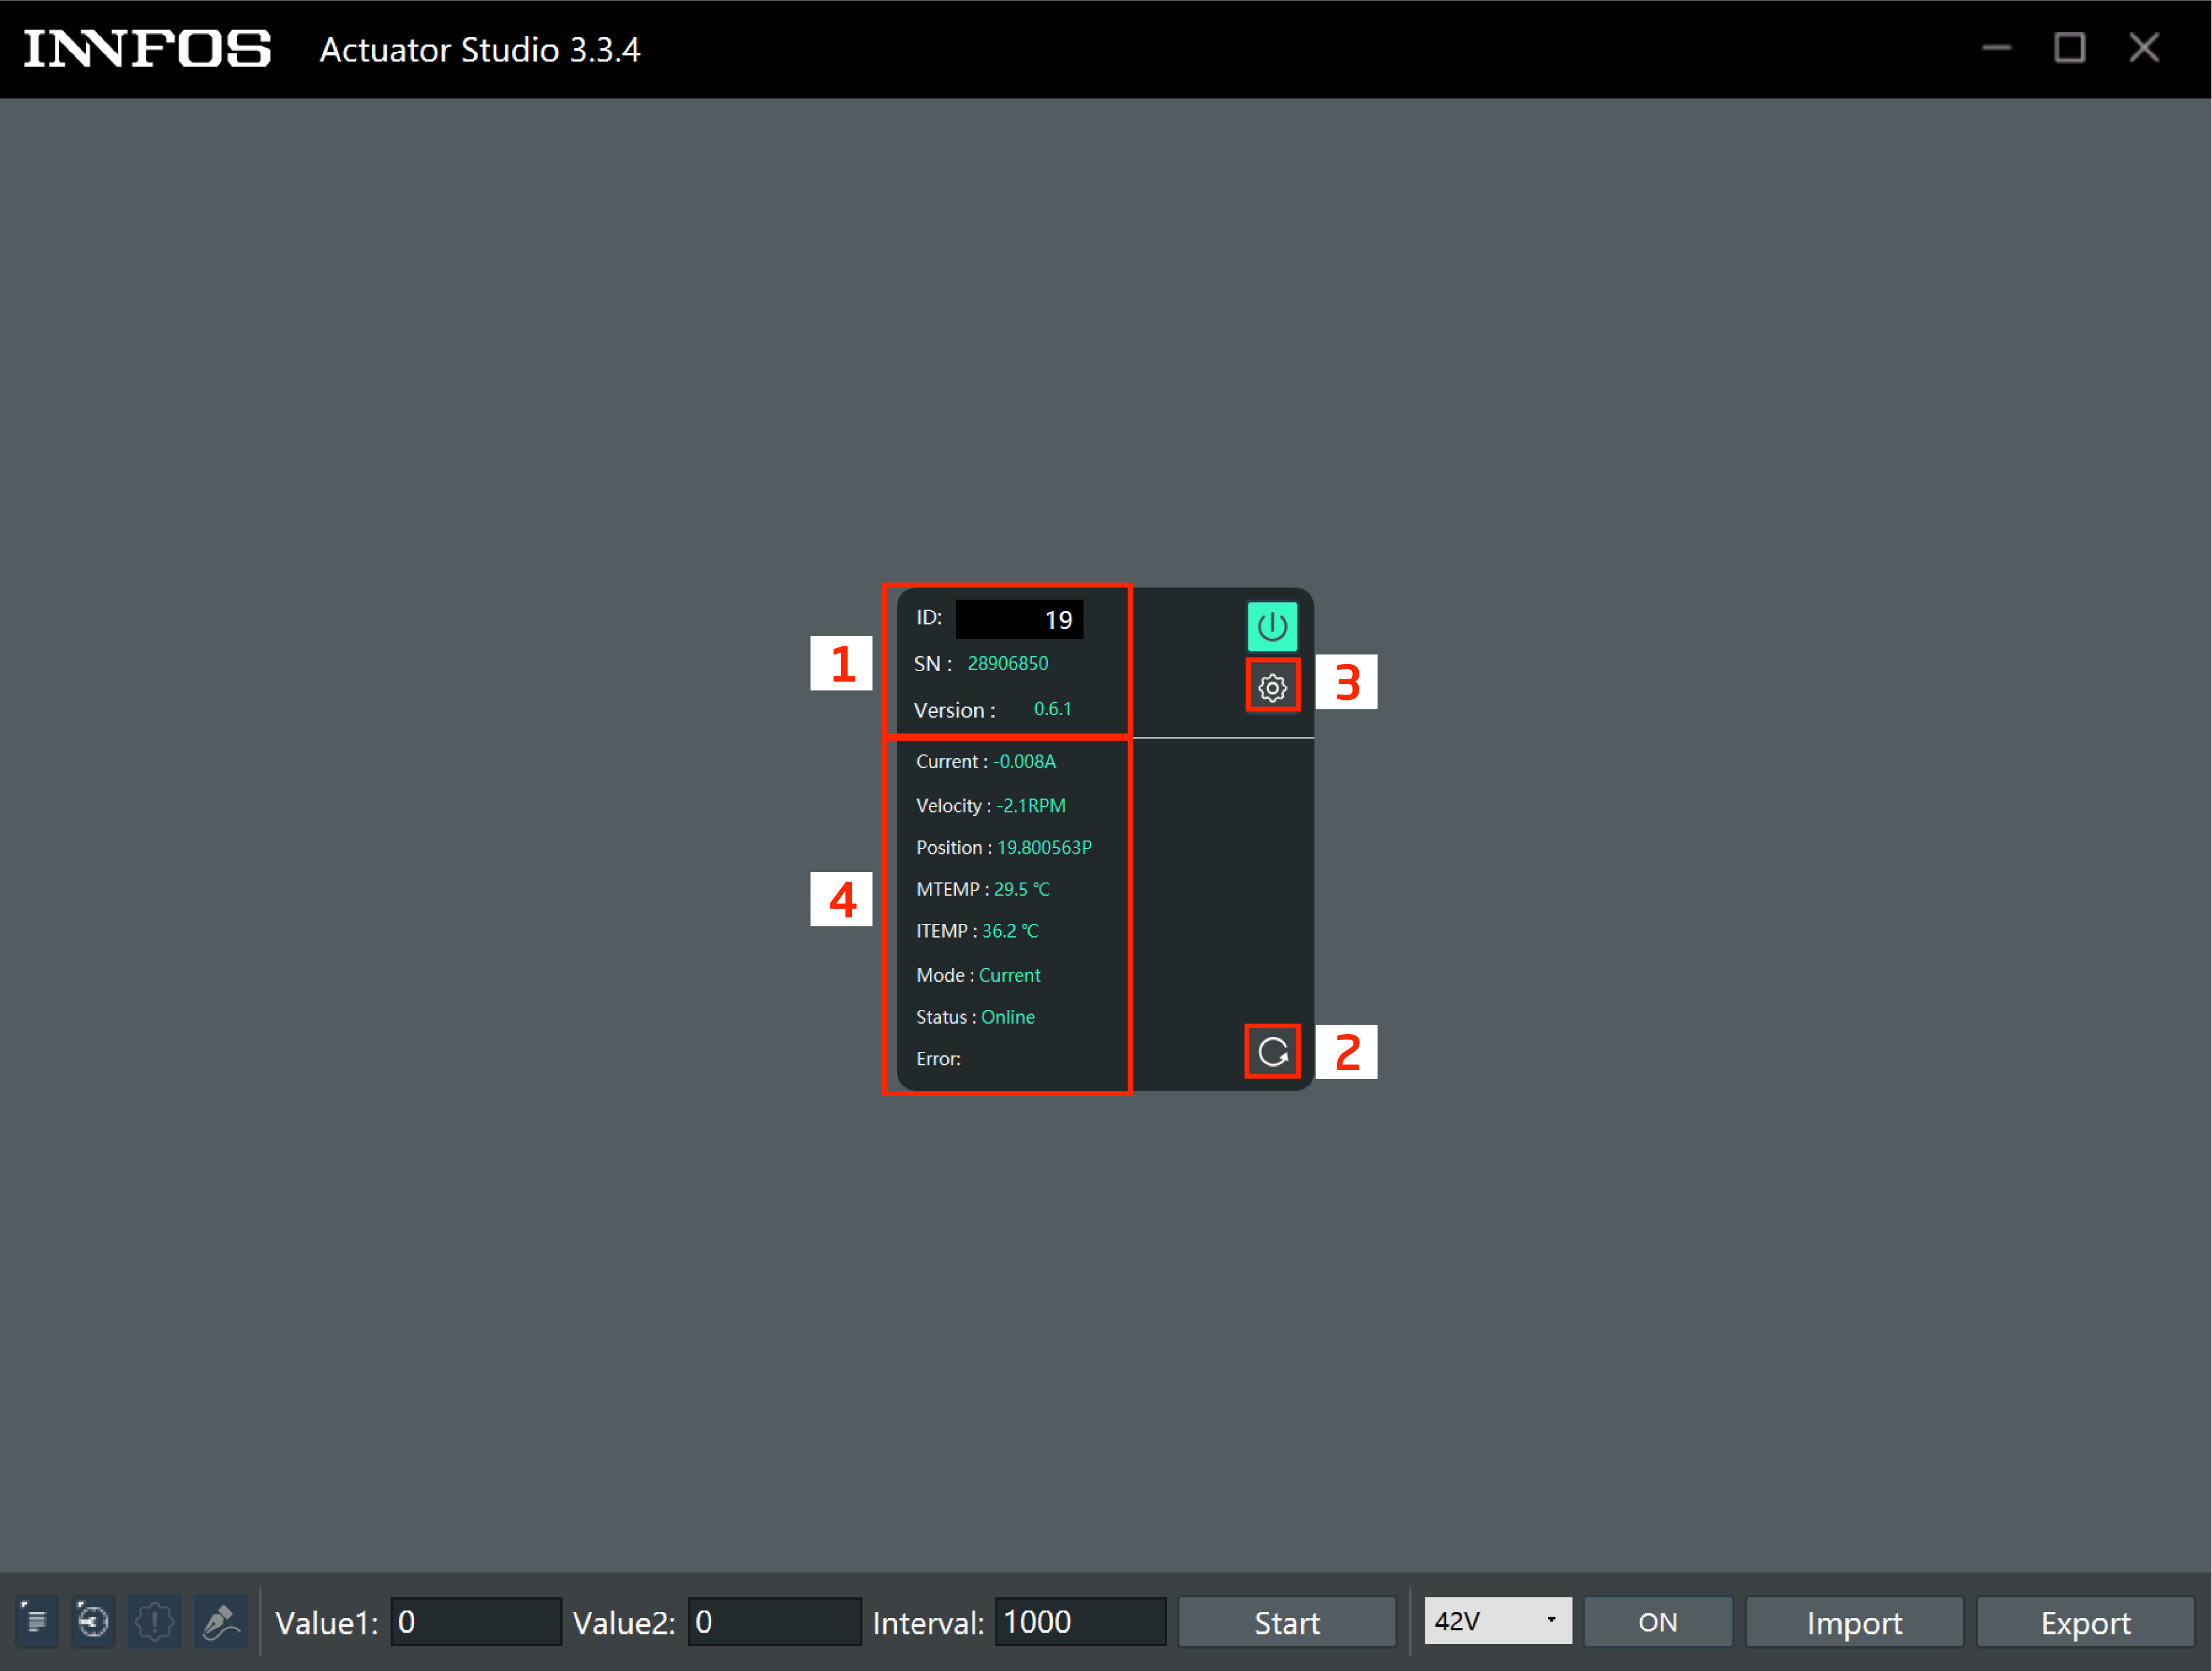 INNFOS Actuator Studio 3.3.4
ID: 19
1
SN : 28906850
3
Version : 0.6.1
Current : -0.008A
Velocity : -2.1RPM
Position : 19.800563P
4
MTEMP : 29.5 ℃
ITEMP : 36.2 ℃
Mode : Current
Status : Online
Error:
2
Value1: 0 Value2: 0 Interval: 1000 Start 42V ON Import Export